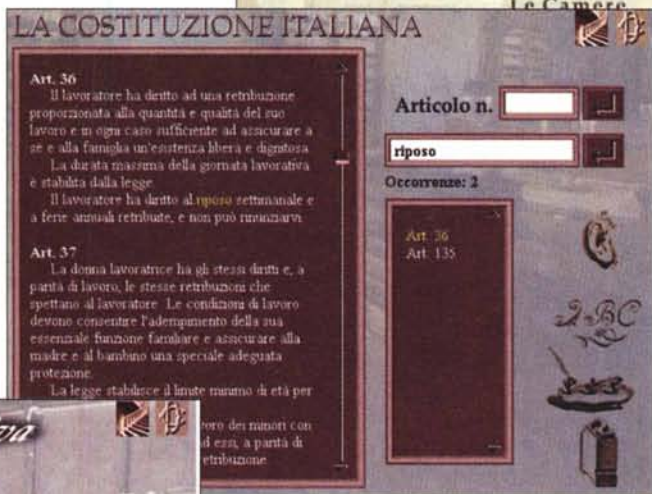 Le Camere
LA COSTITUZIONE ITALIANA
Art. 36
Il lavoratore ha diritto ad una retribuzione
proporzionata alla quantità e qualità del suo
lavoro e in ogni caso sufficiente ad assicurare a
sé e alla famiglia un'esistenza libera e dignitosa.
La durata massima della giornata lavorativa
è stabilita dalla legge.
Il lavoratore ha diritto al riposo settimanale e
a ferie annuali retribuite, e non può rinunziarvi.
Art. 37
La donna lavoratrice ha gli stessi diritti e, a
parità di lavoro, le stesse retribuzioni che
spettano al lavoratore. Le condizioni di lavoro
devono consentire l'adempimento della sua
essenziale funzione familiare e assicurare alla
madre e al bambino una speciale adeguata
protezione.
La legge stabilisce il limite minimo di età per
voro dei minori con
ad essi, a parità di
retribuzione.
va
Articolo n.
riposo
Occorrenze: 2
Art. 36
Art. 135
ABC